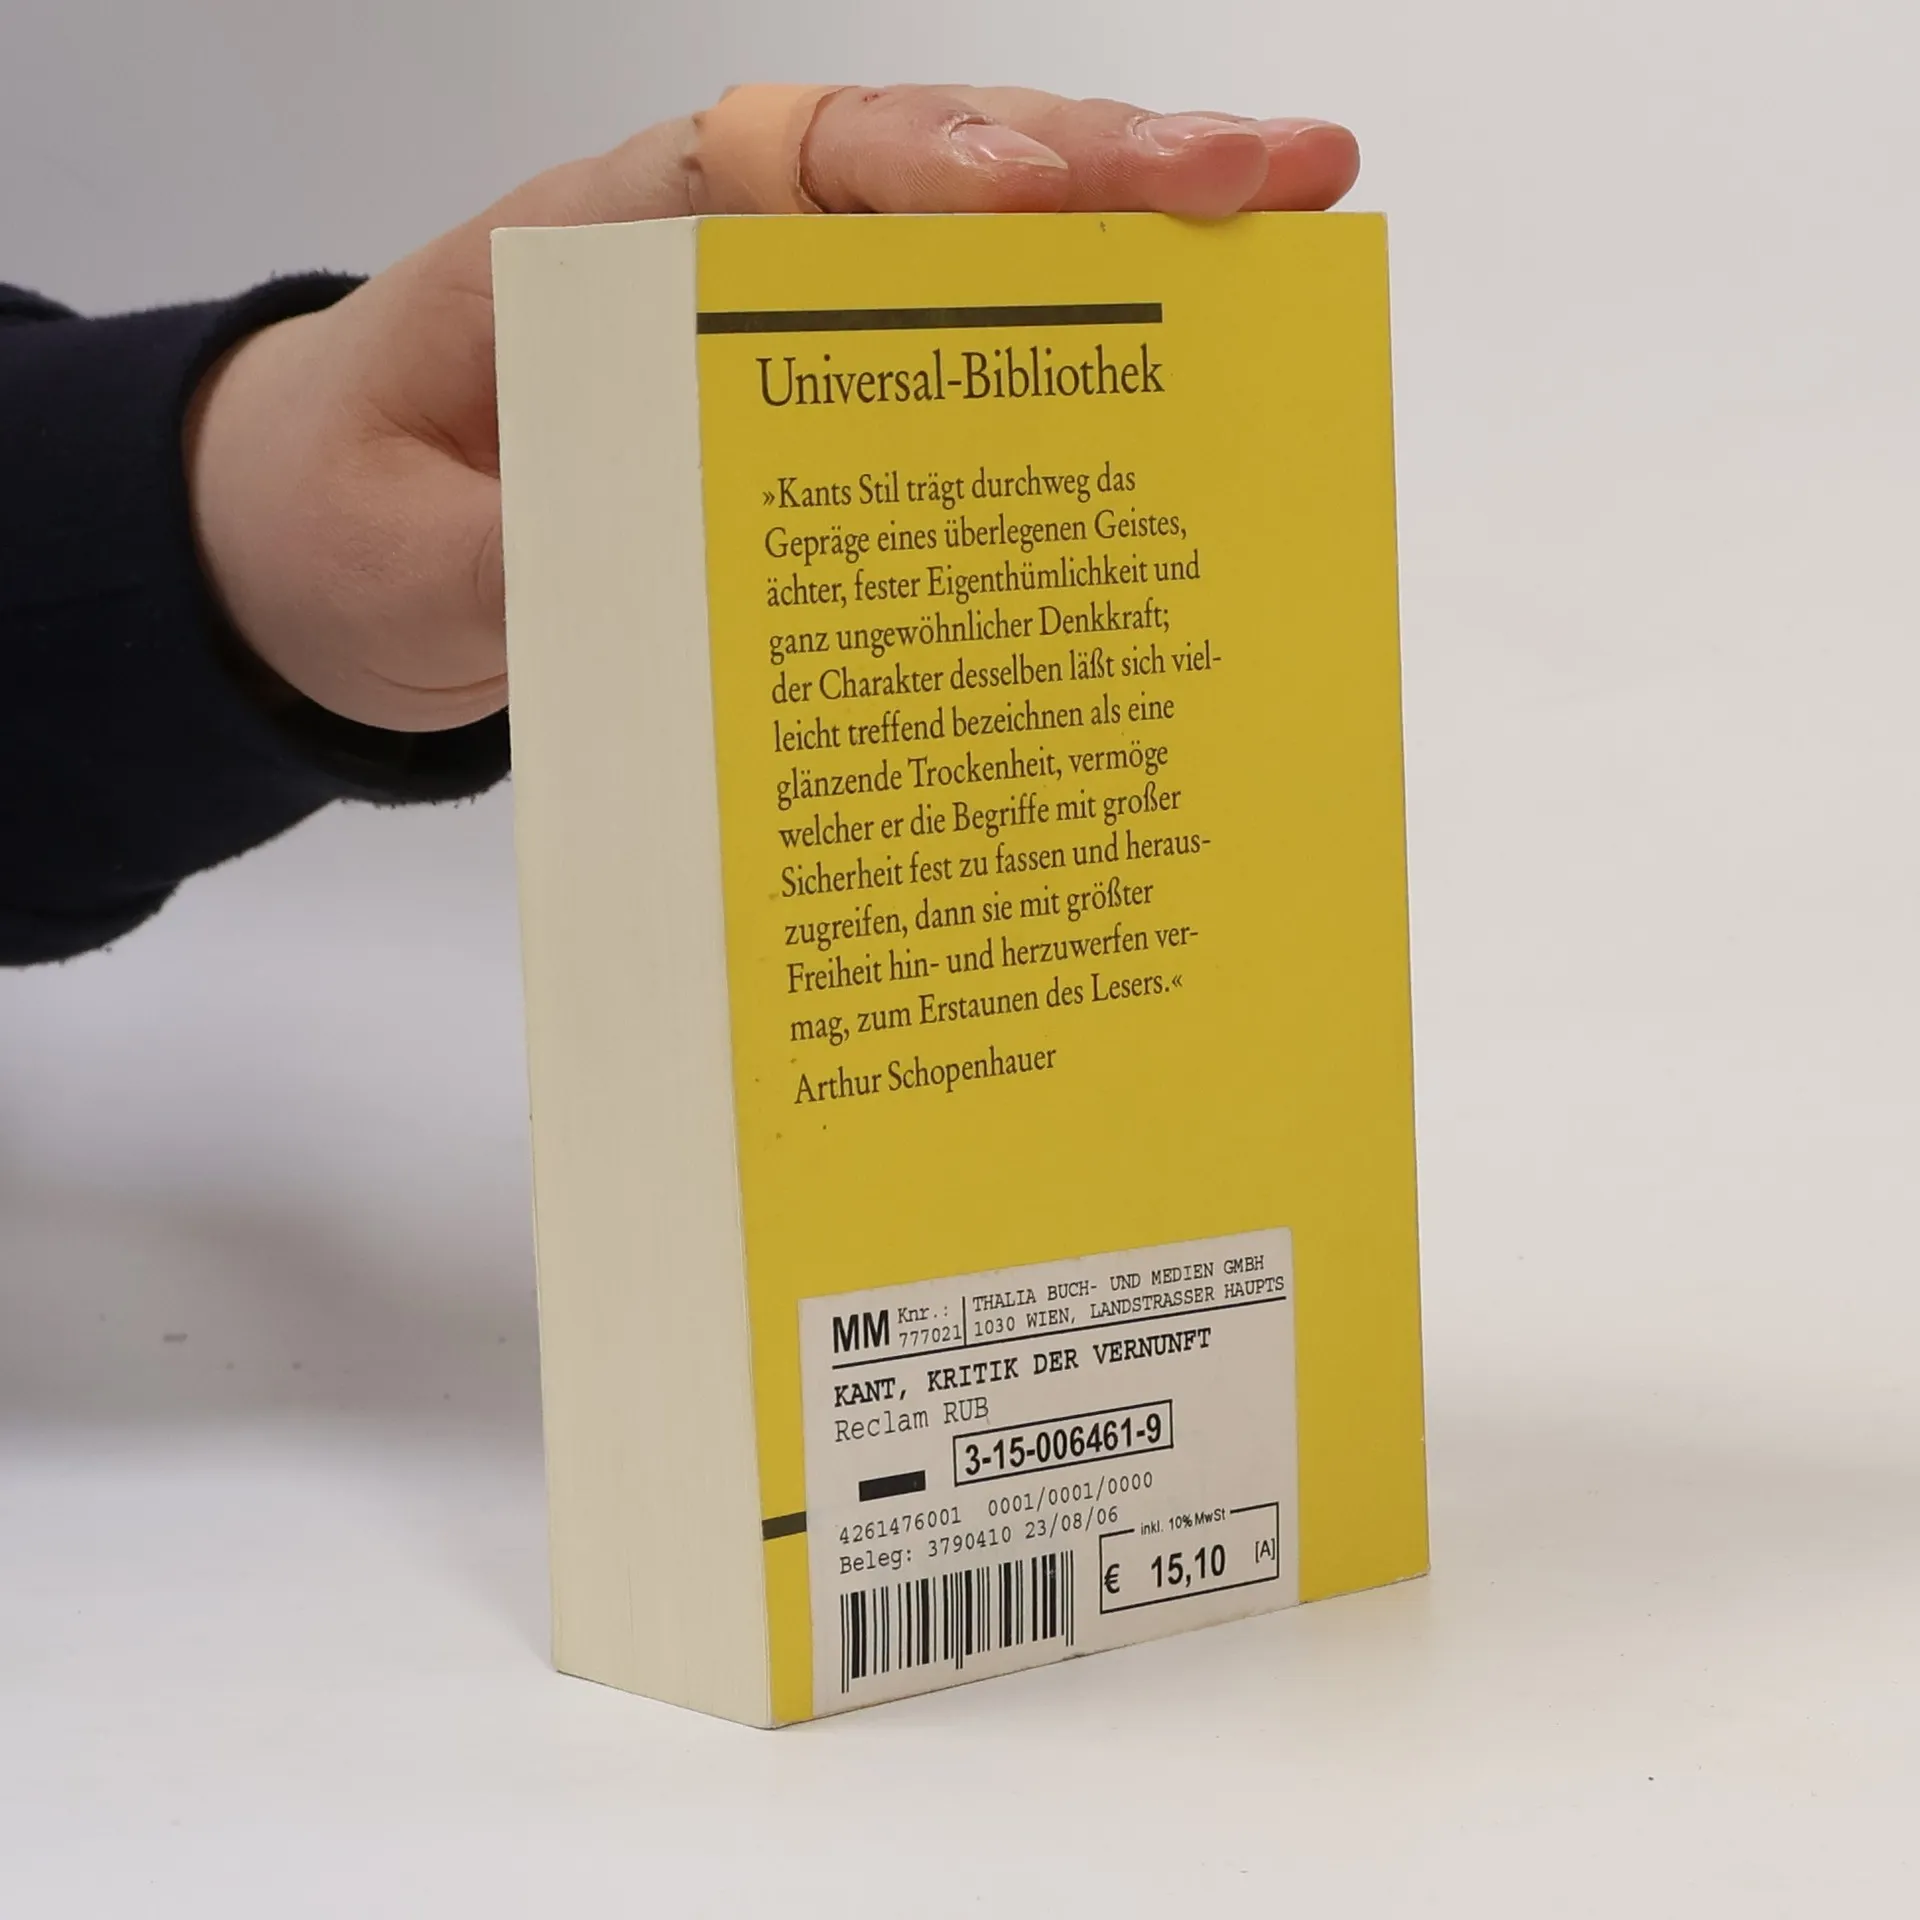 Universal-Bibliothek
»Kants Stil trägt durchweg das
Gepräge eines überlegenen Geistes,
ächter, fester Eigenthümlichkeit und
ganz ungewöhnlicher Denkkraft;
der Charakter desselben läßt sich viel-
leicht treffend bezeichnen als eine
glänzende Trockenheit, vermöge
welcher er die Begriffe mit großer
Sicherheit fest zu fassen und heraus-
zugreifen, dann sie mit größter
Freiheit hin- und herzuwerfen ver-
mag, zum Erstaunen des Lesers.«
Arthur Schopenhauer
MM Knr.: THALIA BUCH- UND MEDIEN GMBH
777021 1030 WIEN, LANDSTRASSER HAUPTS
KANT, KRITIK DER VERNUNFT
Reclam RUB
3-15-006461-9
4261476001 0001/0001/0000
Beleg: 3790410 23/08/06
inkl. 10% MwSt
€ 15,10 [A]